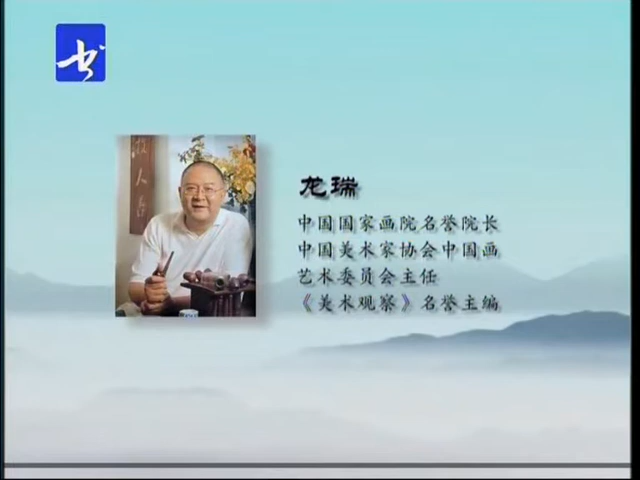 书
龙瑞
中国国家画院名誉院长
中国美术家协会中国画
艺术委员会主任
《美术观察》名誉主编